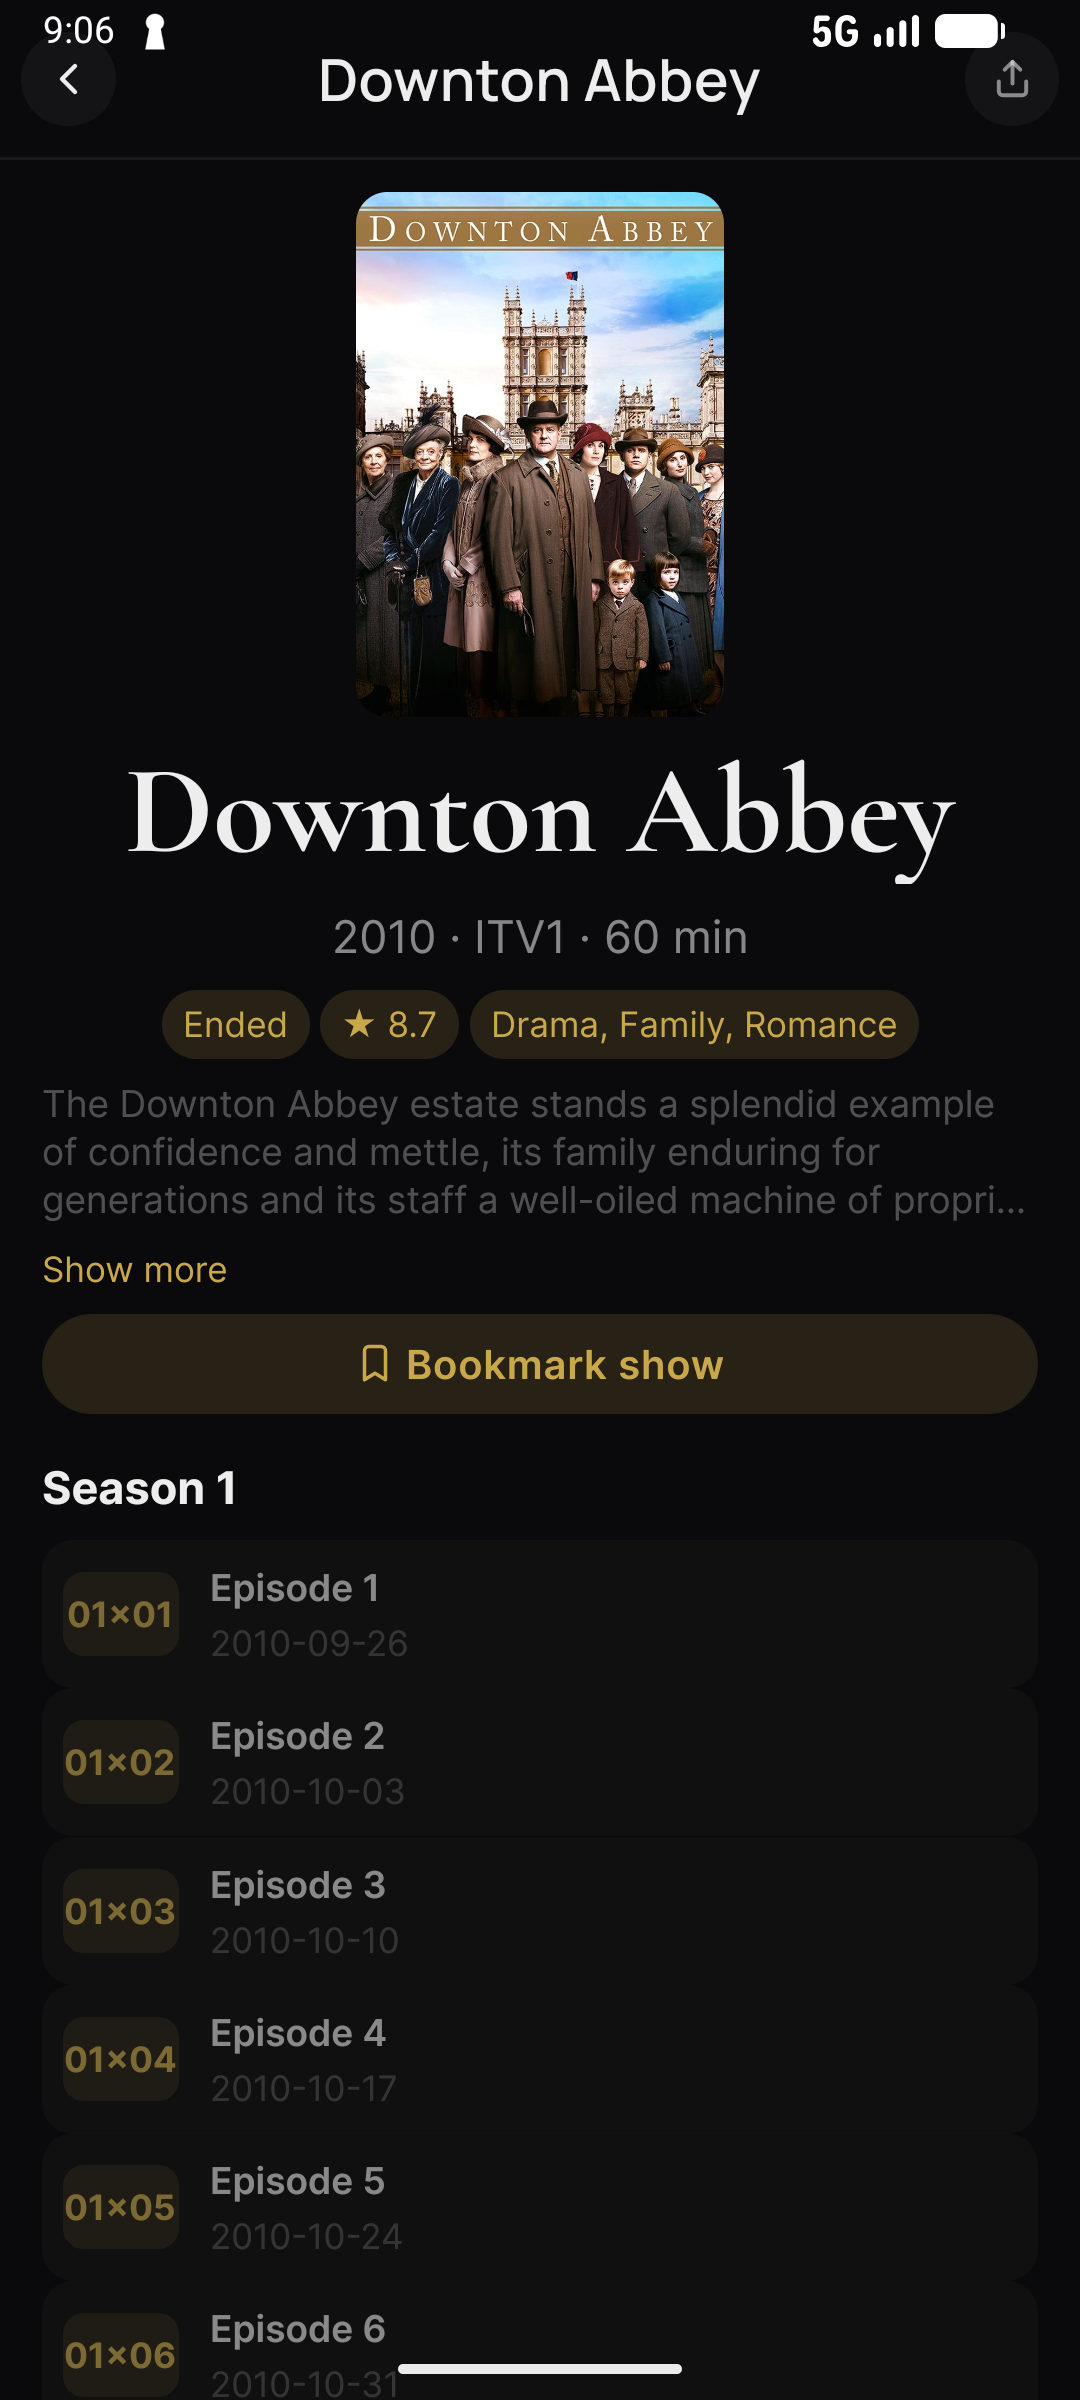 9:06
5G
Downton Abbey
DOWNTON ABBEY
Downton Abbey
2010 · ITV1 · 60 min
Ended
★ 8.7
Drama, Family, Romance
The Downton Abbey estate stands a splendid example
of confidence and mettle, its family enduring for
generations and its staff a well-oiled machine of propri...
Show more
Bookmark show
Season 1
01×01
Episode 1
2010-09-26
01×02
Episode 2
2010-10-03
01×03
Episode 3
2010-10-10
01×04
Episode 4
2010-10-17
01×05
Episode 5
2010-10-24
01×06
Episode 6
2010-10-31